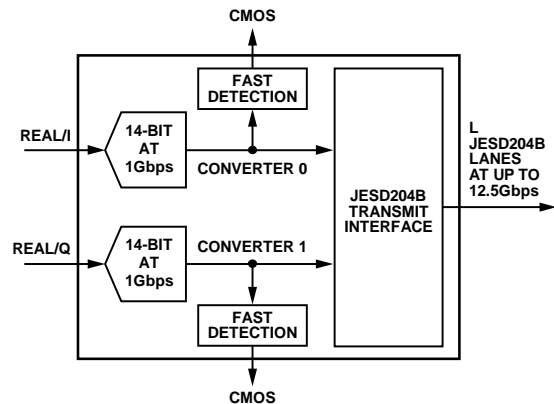 CMOS
FAST
DETECTION
14-BIT
AT
1Gbps
REAL/I
CONVERTER 0
L
JESD204B
LANES
AT UP TO
12.5Gbps
JESD204B
TRANSMIT
INTERFACE
REAL/Q
14-BIT
AT
1Gbps
CONVERTER 1
FAST
DETECTION
CMOS